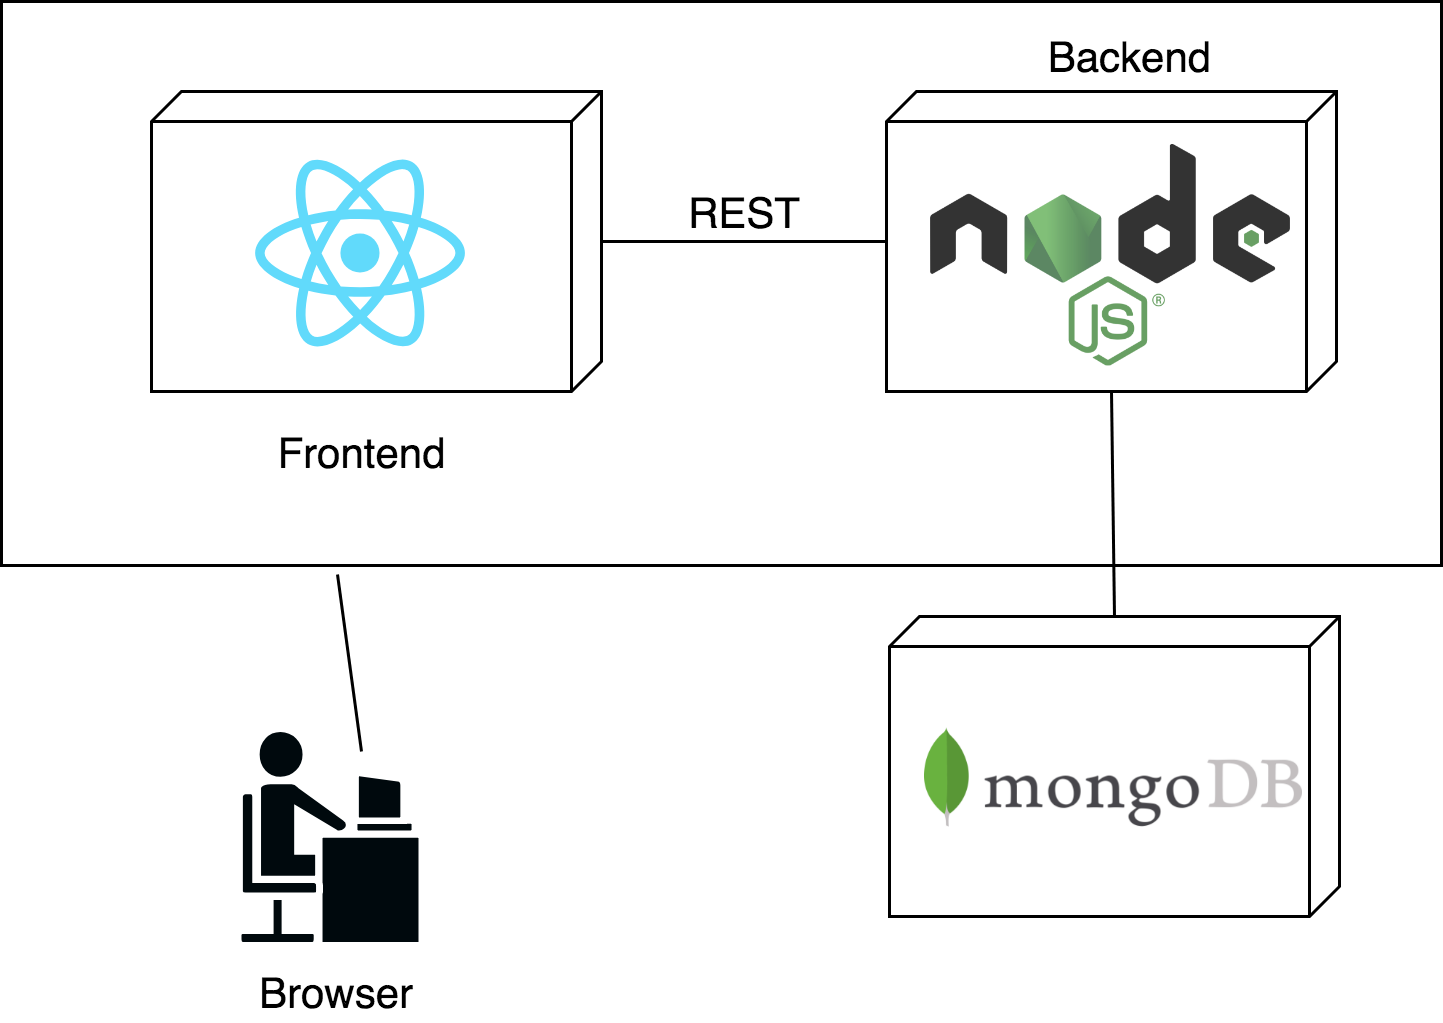 Backend
REST
node
JS®
Frontend
mongoDB
Browser